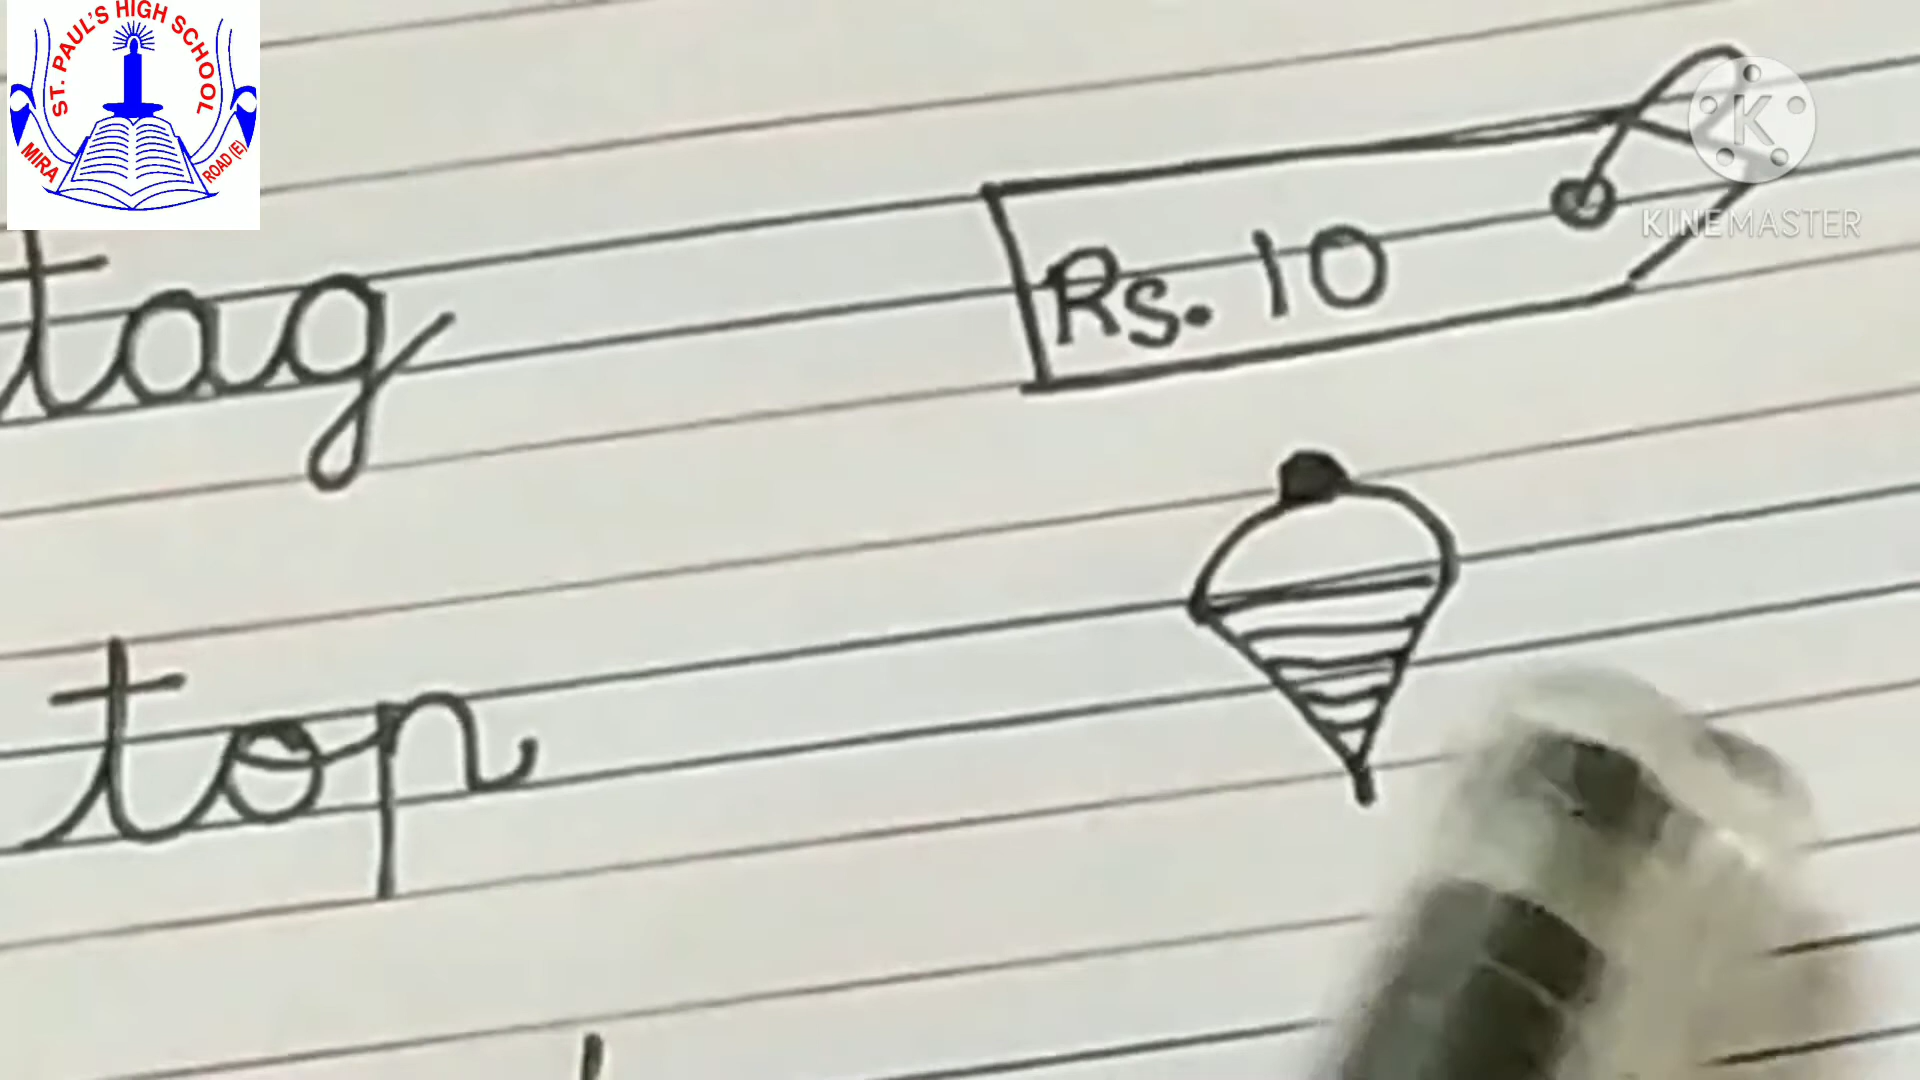 ST. PAUL'S HIGH SCHOOL
MIRA ROAD (E)
K
KINEMASTER
tag
Rs. 10
top